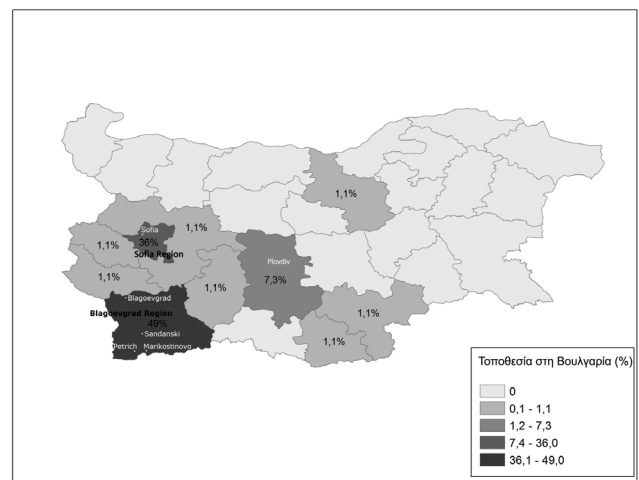 1,1%
Sofia
36%
1,1%
1,1%
Sofia Region
Plovdiv
7,3%
1,1%
1,1%
Blagoevgrad
Blagoevgrad Region
49%
Sandanski
Petrich
Marikostinovo
1,1%
1,1%
Τοποθεσία στη Βουλγαρία (%)
0
0,1 - 1,1
1,2 - 7,3
7,4 - 36,0
36,1 - 49,0